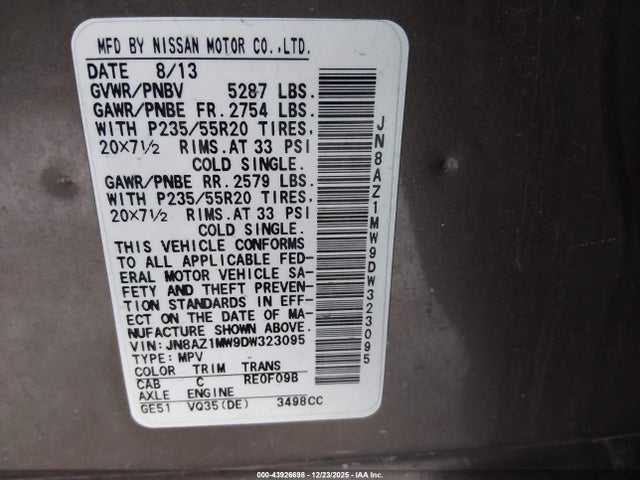 MFD BY NISSAN MOTOR CO.,LTD.
DATE 8/13
GVWR/PNBV 5287 LBS.
GAWR/PNBE FR. 2754 LBS.
WITH P235/55R20 TIRES,
20×7½ RIMS. AT 33 PSI
COLD SINGLE.
GAWR/PNBE RR. 2579 LBS.
WITH P235/55R20 TIRES,
20×7½ RIMS. AT 33 PSI
COLD SINGLE.
THIS VEHICLE CONFORMS
TO ALL APPLICABLE FED-
ERAL MOTOR VEHICLE SA-
FETY AND THEFT PREVEN-
TION STANDARDS IN EFF-
ECT ON THE DATE OF MA-
NUFACTURE SHOWN ABOVE.
VIN: JN8AZ1MW9DW323095
TYPE: MPV
COLOR TRIM TRANS
CAB C RE0F09B
AXLE ENGINE
GE51 VQ35(DE) 3498CC
JN8AZ1MW9DW323095
000-43926698 - 12/23/2025 - IAA Inc.